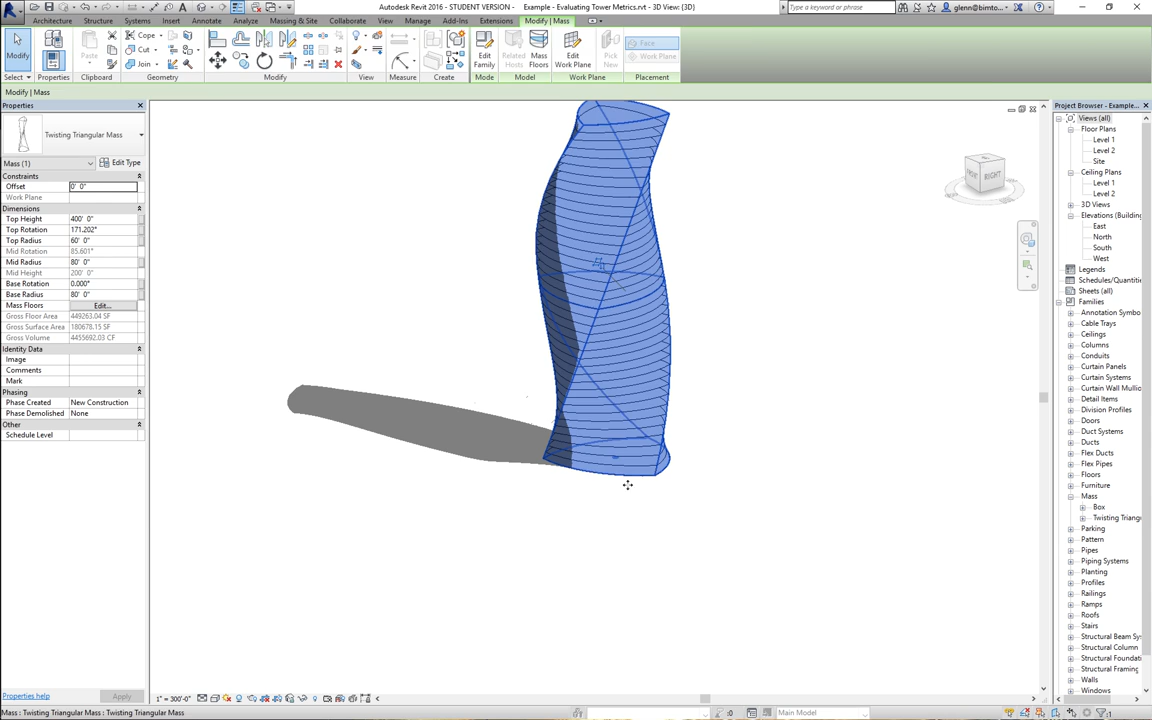 Autodesk Revit 2016 - STUDENT VERSION - Example - Evaluating Tower Metrics.rvt - 3D View: {3D}
Type a keyword or phrase
glenn@bimto...
Architecture Structure Systems Insert Annotate Analyze Massing & Site Collaborate View Manage Add-Ins Extensions Modify | Mass
Modify
Paste
Cope
Cut
Join
Related Hosts
Mass Floors
Edit Family
Edit Work Plane
Pick New
Face
Work Plane
Select Properties Clipboard Geometry Modify View Measure Create Mode Model Work Plane Placement
Modify | Mass
Properties
Twisting Triangular Mass
Mass (1)
Edit Type
Constraints
Offset 0' 0"
Work Plane
Dimensions
Top Height 400' 0"
Top Rotation 171.202°
Top Radius 60' 0"
Mid Rotation 85.601°
Mid Radius 80' 0"
Mid Height 200' 0"
Base Rotation 0.000°
Base Radius 80' 0"
Mass Floors Edit...
Gross Floor Area 449263.04 SF
Gross Surface Area 180678.15 SF
Gross Volume 4455692.03 CF
Identity Data
Image
Comments
Mark
Phasing
Phase Created New Construction
Phase Demolished None
Other
Schedule Level
Properties help
Apply
RIGHT
Project Browser - Example...
Views (all)
Floor Plans
Level 1
Level 2
Site
Ceiling Plans
Level 1
Level 2
3D Views
Elevations (Building
East
North
South
West
Legends
Schedules/Quantitie
Sheets (all)
Families
Annotation Symbo
Cable Trays
Ceilings
Columns
Conduits
Curtain Panels
Curtain Systems
Curtain Wall Mullio
Detail Items
Division Profiles
Doors
Duct Systems
Ducts
Flex Ducts
Flex Pipes
Floors
Furniture
Mass
Box
Twisting Triang
Parking
Pattern
Pipes
Piping Systems
Planting
Profiles
Railings
Ramps
Roofs
Stairs
Structural Beam Sy
Structural Column
Structural Foundat
Structural Framing
Walls
Windows
1" = 300'-0"
Mass : Twisting Triangular Mass : Twisting Triangular Mass
:0
Main Model
:1